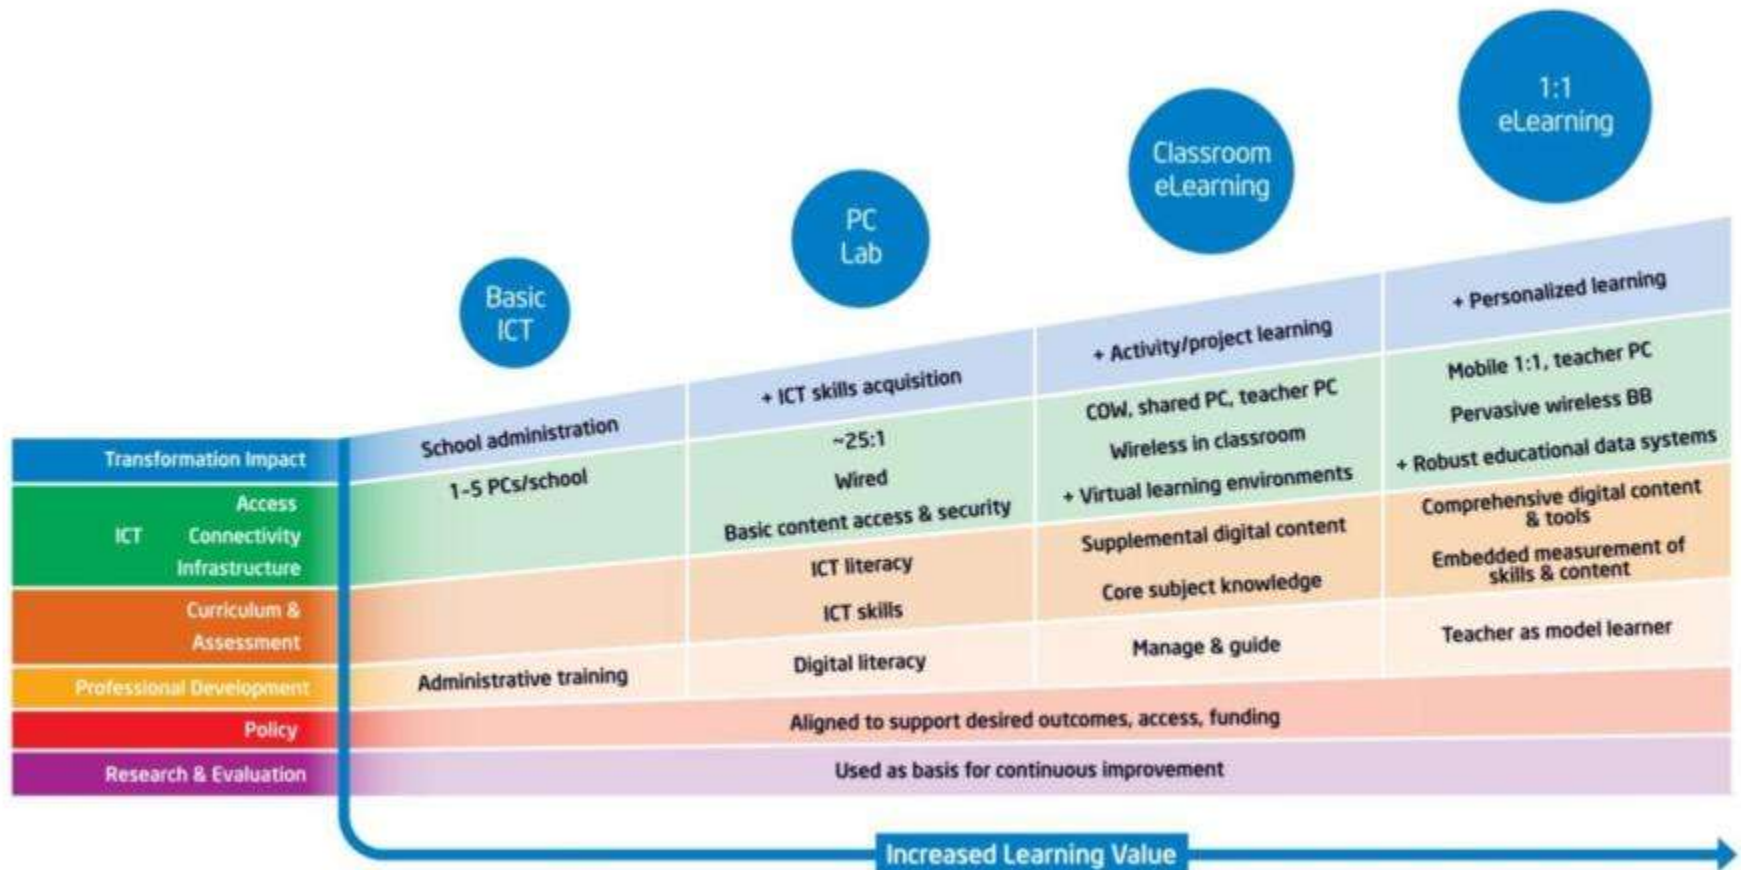 1:1
eLearning
Classroom
eLearning
PC
Lab
Basic
ICT
Transformation Impact
School administration
+ ICT skills acquisition
+ Activity/project learning
+ Personalized learning
Access
ICT Connectivity
Infrastructure
1-5 PCs/school
~25:1
Wired
Basic content access & security
COW, shared PC, teacher PC
Wireless in classroom
+ Virtual learning environments
Mobile 1:1, teacher PC
Pervasive wireless BB
+ Robust educational data systems
Curriculum &
Assessment
ICT literacy
ICT skills
Supplemental digital content
Core subject knowledge
Comprehensive digital content
& tools
Embedded measurement of
skills & content
Professional Development
Administrative training
Digital literacy
Manage & guide
Teacher as model learner
Policy
Aligned to support desired outcomes, access, funding
Research & Evaluation
Used as basis for continuous improvement
Increased Learning Value